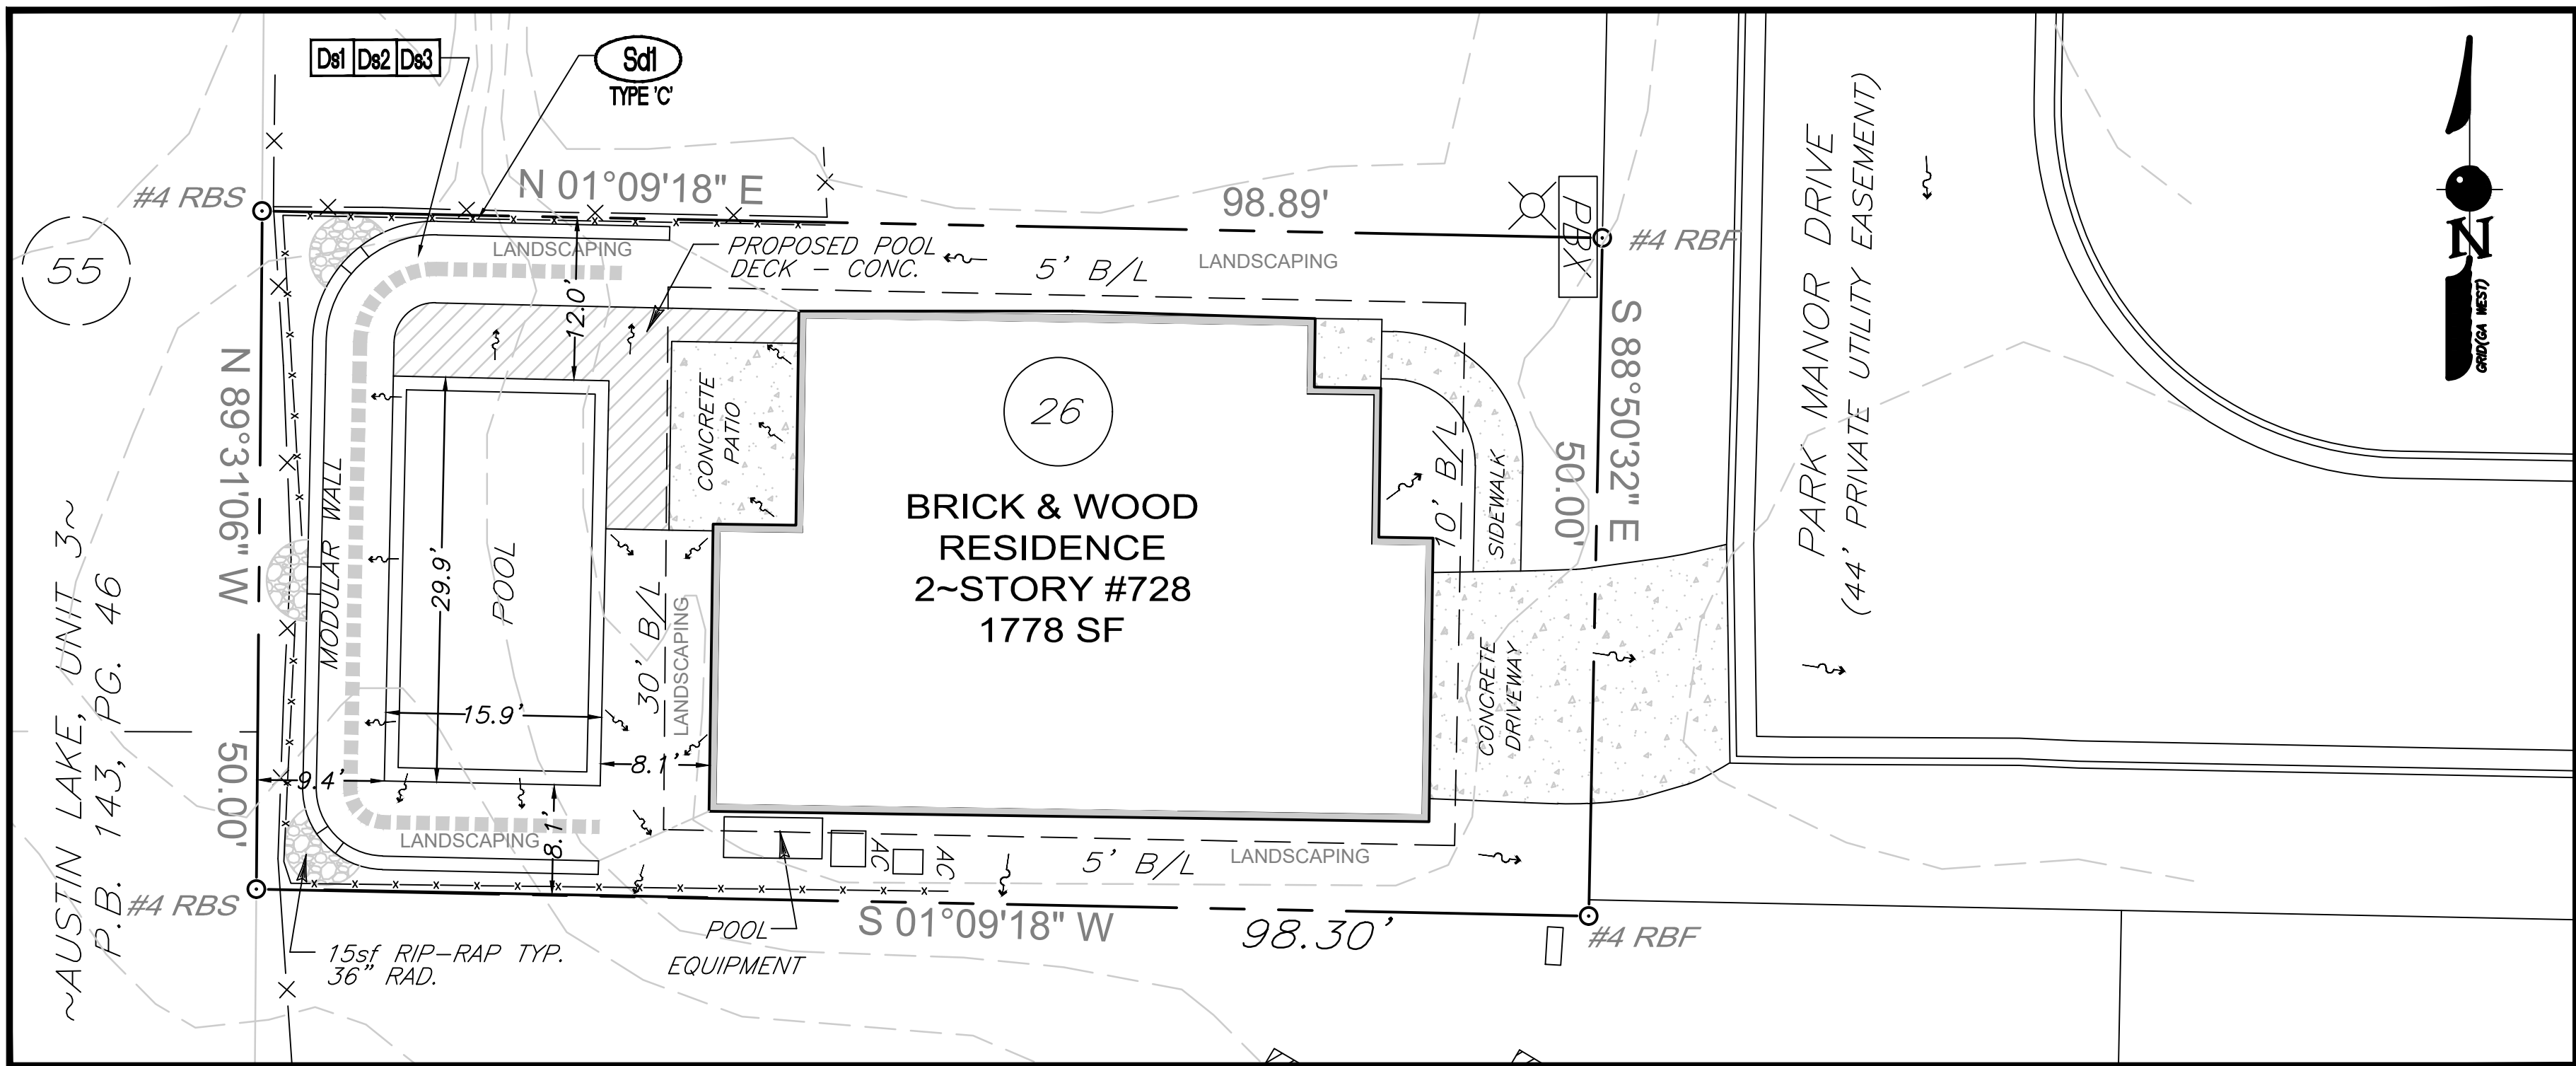 Ds1 Ds2 Ds3
Sd1
TYPE 'C'
N 01°09'18" E
98.89'
#4 RBS
#4 RBF
PBX
55
LANDSCAPING
PROPOSED POOL
DECK - CONC.
5' B/L
LANDSCAPING
12.0'
N 89°31'06" W
50.00'
MODULAR WALL
29.9'
POOL
15.9'
9.4'
8.1'
8.1'
CONCRETE
PATIO
30' B/L
LANDSCAPING
26
BRICK & WOOD
RESIDENCE
2~STORY #728
1778 SF
10' B/L
SIDEWALK
S 88°50'32" E
50.00'
CONCRETE
DRIVEWAY
PARK MANOR DRIVE
(44' PRIVATE UTILITY EASEMENT)
N
GRID(GA WEST)
~AUSTIN LAKE, UNIT 3~
P.B. 143, PG. 46
LANDSCAPING
AC
AC
5' B/L
LANDSCAPING
#4 RBS
S 01°09'18" W
98.30'
#4 RBF
15sf RIP-RAP TYP.
36" RAD.
POOL
EQUIPMENT